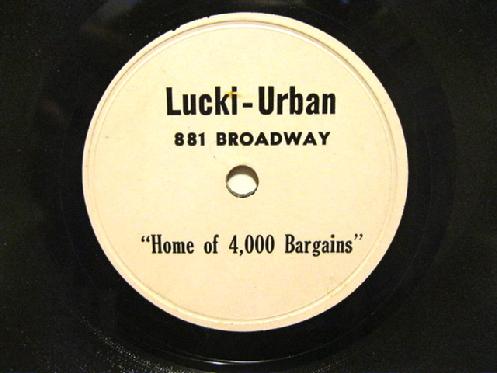 Lucki-Urban
881 BROADWAY
"Home of 4,000 Bargains"